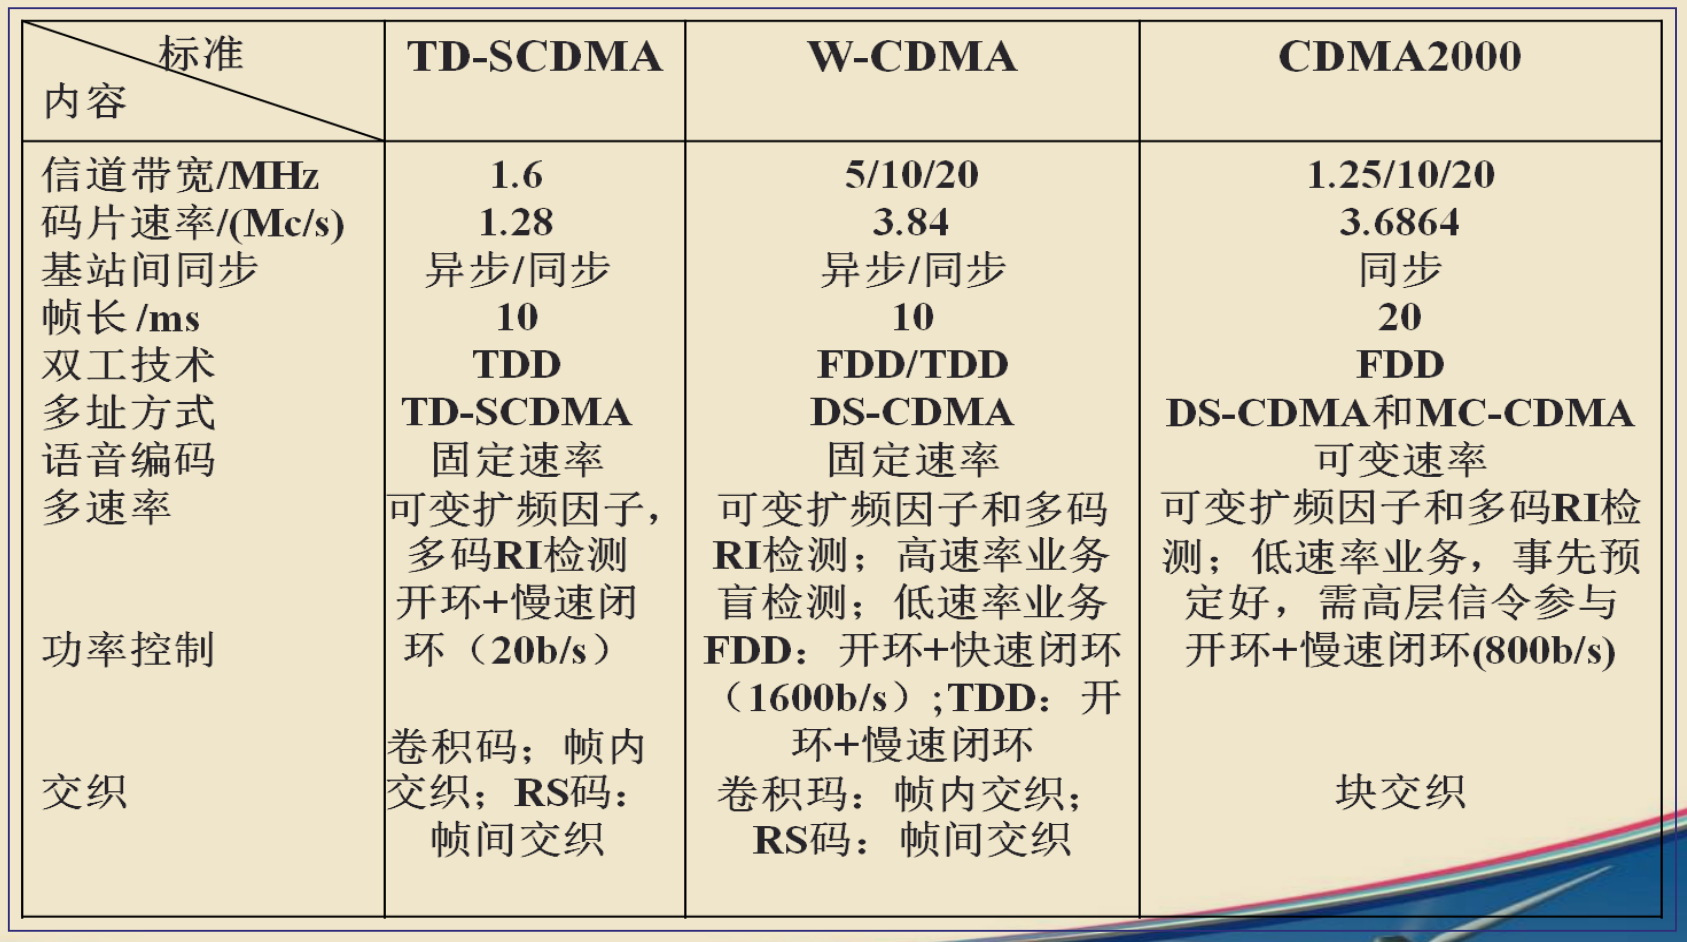 标准
内容
TD-SCDMA
W-CDMA
CDMA2000
信道带宽/MHz
1.6
5/10/20
1.25/10/20
码片速率/(Mc/s)
1.28
3.84
3.6864
基站间同步
异步/同步
异步/同步
同步
帧长/ms
10
10
20
双工技术
TDD
FDD/TDD
FDD
多址方式
TD-SCDMA
DS-CDMA
DS-CDMA和MC-CDMA
语音编码
固定速率
固定速率
可变速率
多速率
可变扩频因子，
多码RI检测
可变扩频因子和多码
RI检测；高速率业务
盲检测；低速率业务
可变扩频因子和多码RI检
测；低速率业务，事先预
定好，需高层信令参与
功率控制
开环+慢速闭
环（20b/s）
FDD：开环+快速闭环
（1600b/s）;TDD：开
环+慢速闭环
开环+慢速闭环(800b/s)
交织
卷积码；帧内
交织；RS码：
帧间交织
卷积玛：帧内交织；
RS码：帧间交织
块交织